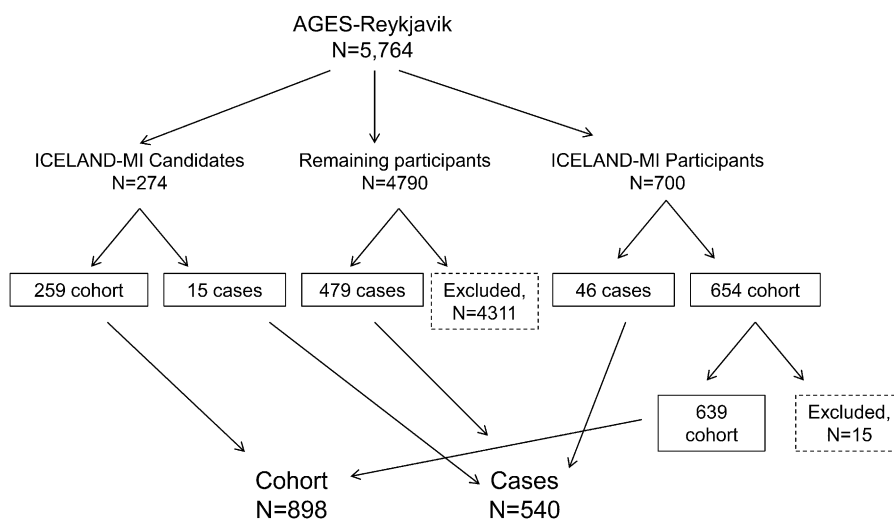 AGES-Reykjavik
N=5,764
ICELAND-MI Candidates
N=274
Remaining participants
N=4790
ICELAND-MI Participants
N=700
259 cohort
15 cases
479 cases
Excluded,
N=4311
46 cases
654 cohort
639
cohort
Excluded,
N=15
Cohort
N=898
Cases
N=540